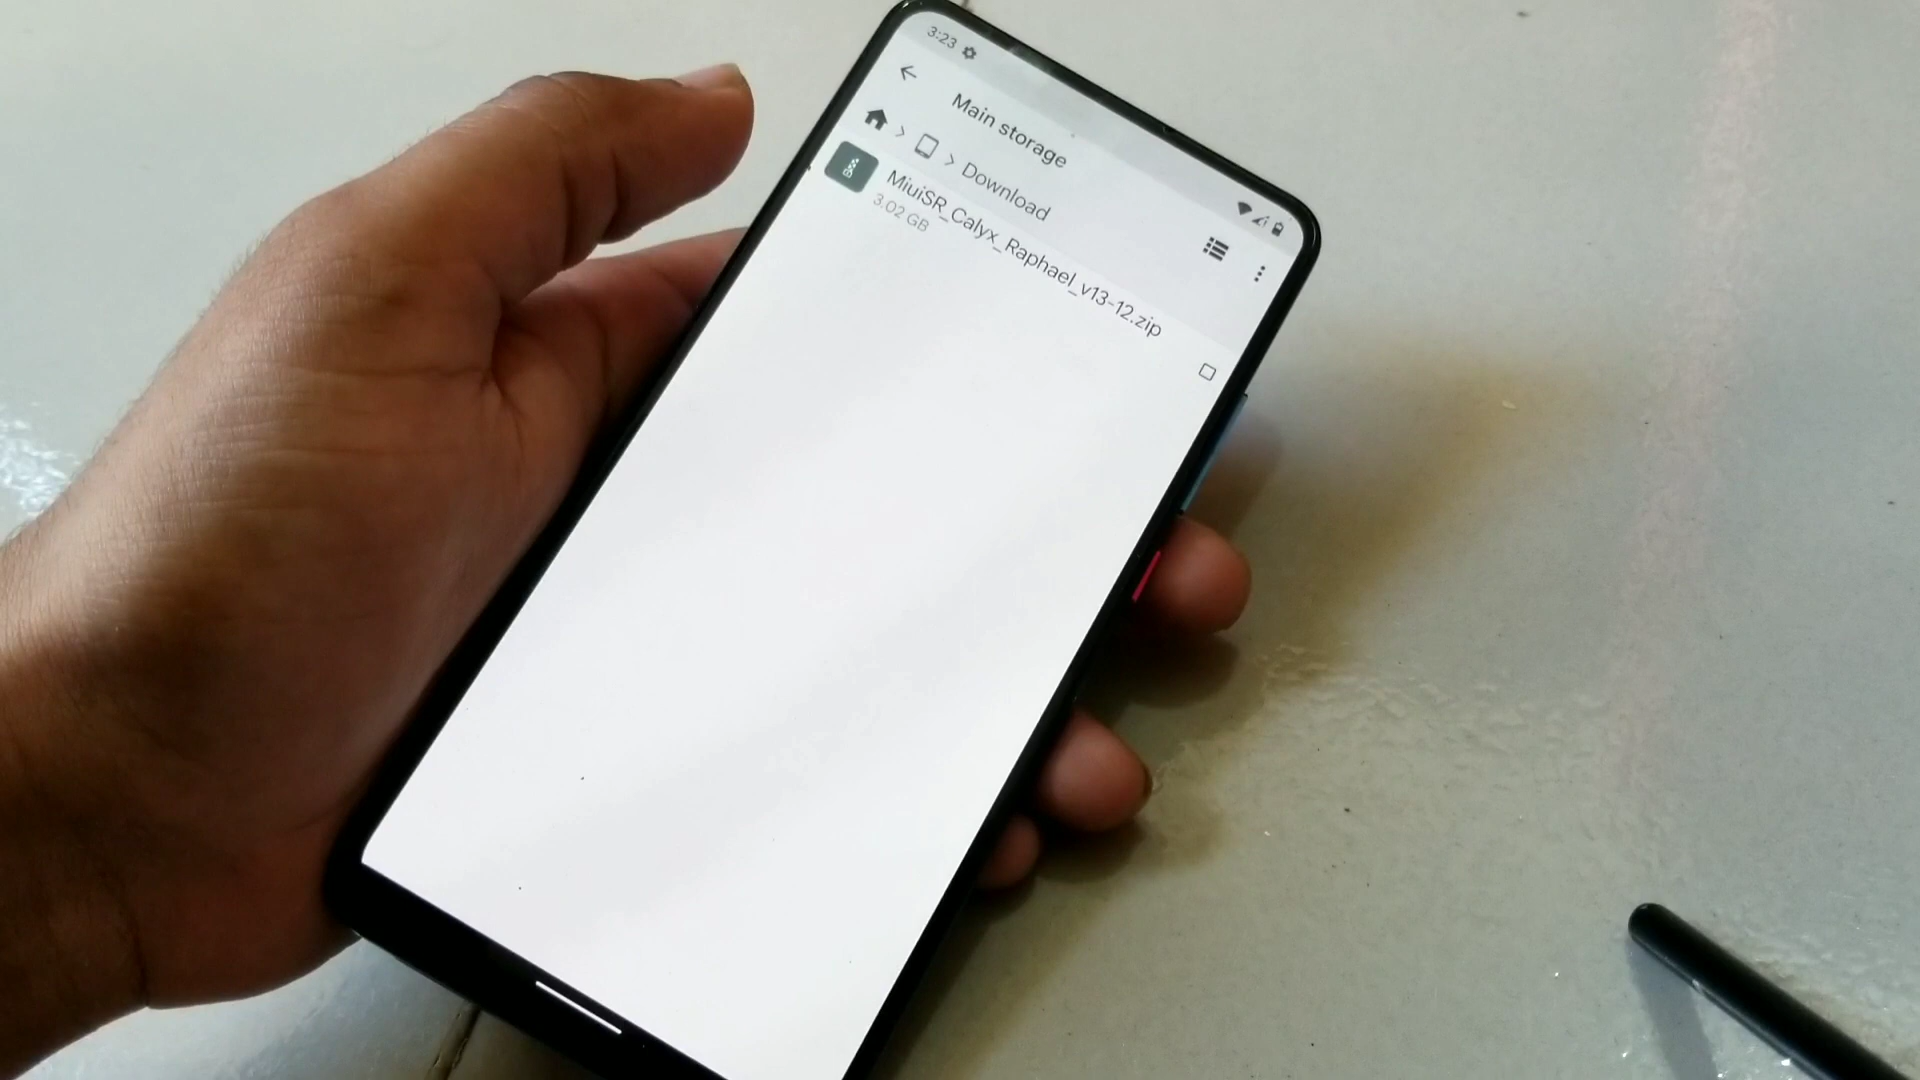 3:23
Main storage
Download
MiuiSR_Calyx_Raphael_v13-12.zip
3.02 GB